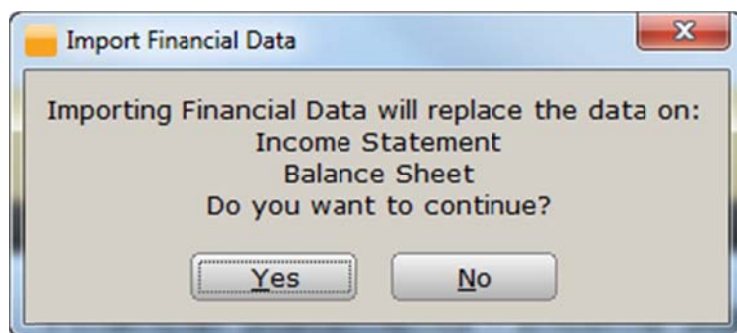 Import Financial Data
Importing Financial Data will replace the data on:
Income Statement
Balance Sheet
Do you want to continue?
Yes
No